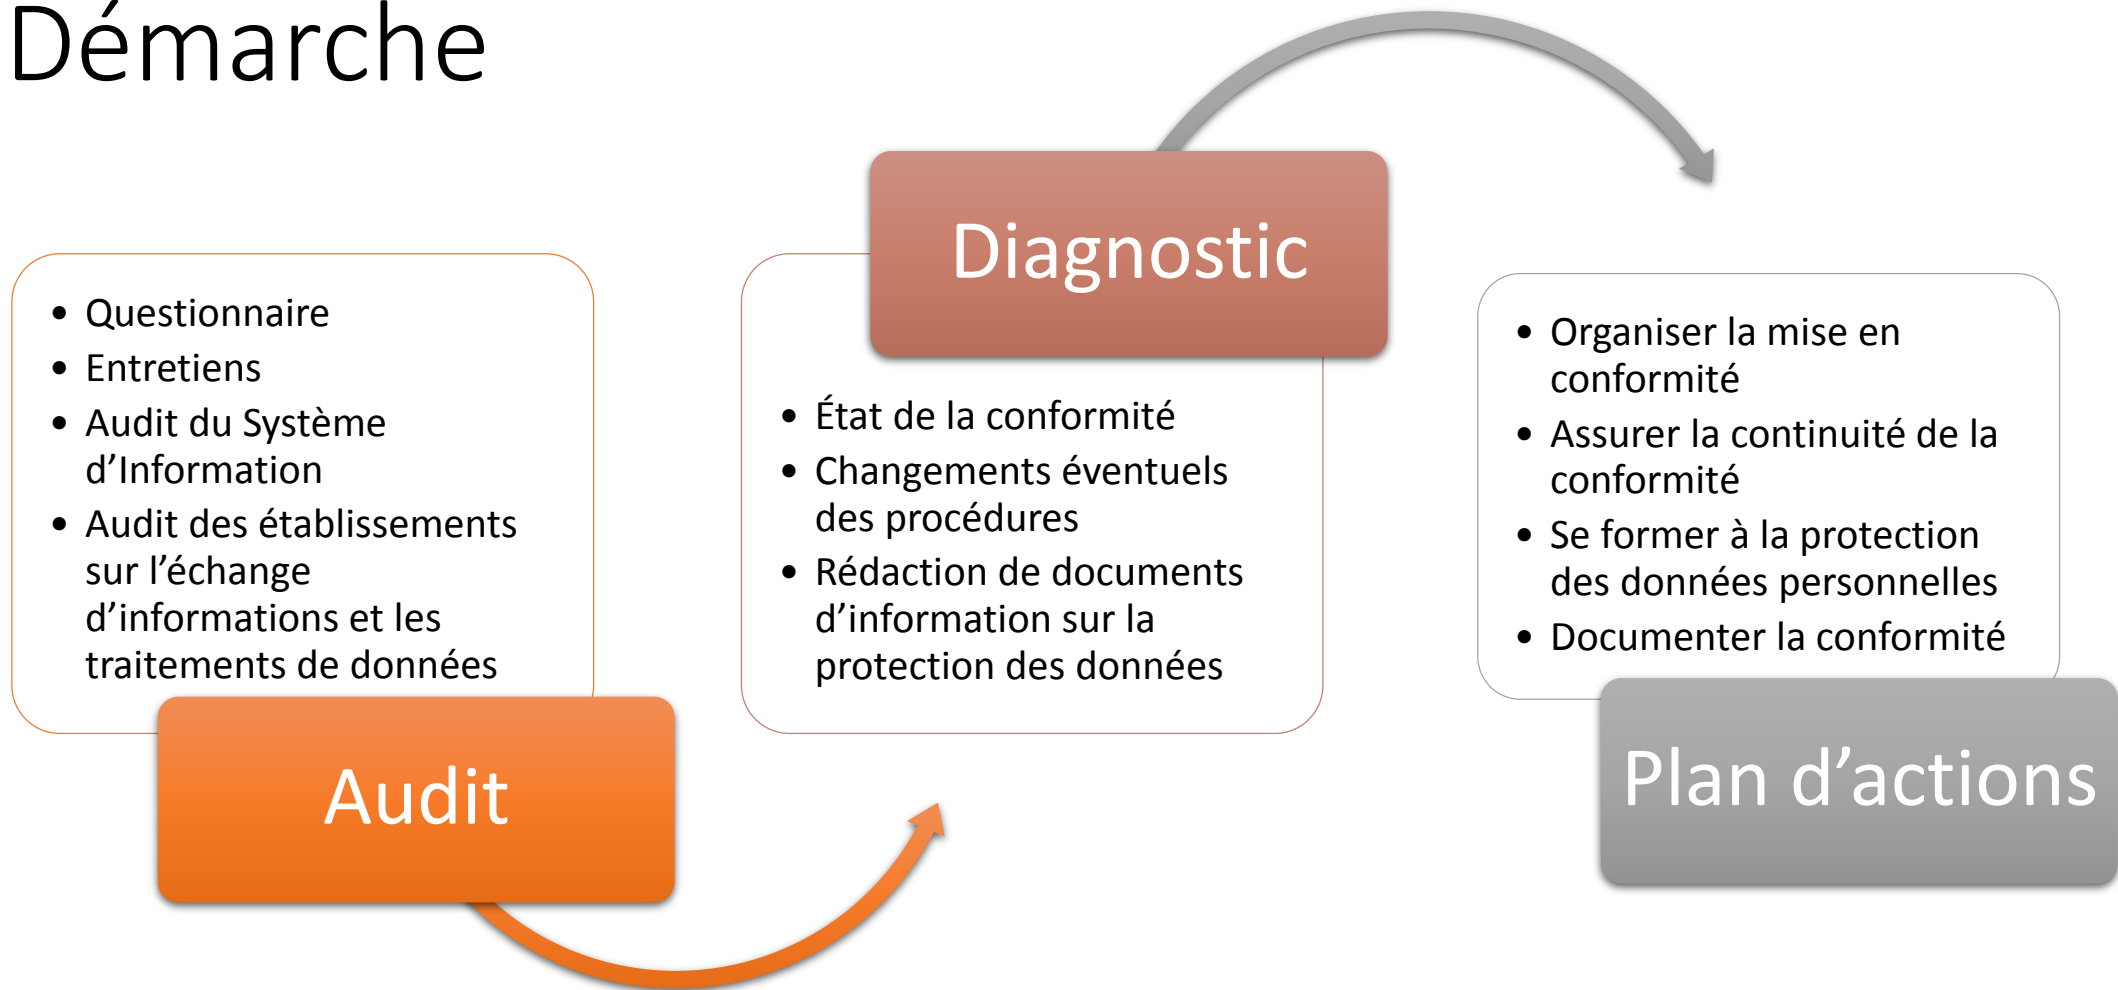 Démarche
• Questionnaire
• Entretiens
• Audit du Système
d’Information
• Audit des établissements
sur l’échange
d’informations et les
traitements de données
Audit
Diagnostic
• État de la conformité
• Changements éventuels
des procédures
• Rédaction de documents
d’information sur la
protection des données
• Organiser la mise en
conformité
• Assurer la continuité de la
conformité
• Se former à la protection
des données personnelles
• Documenter la conformité
Plan d’actions